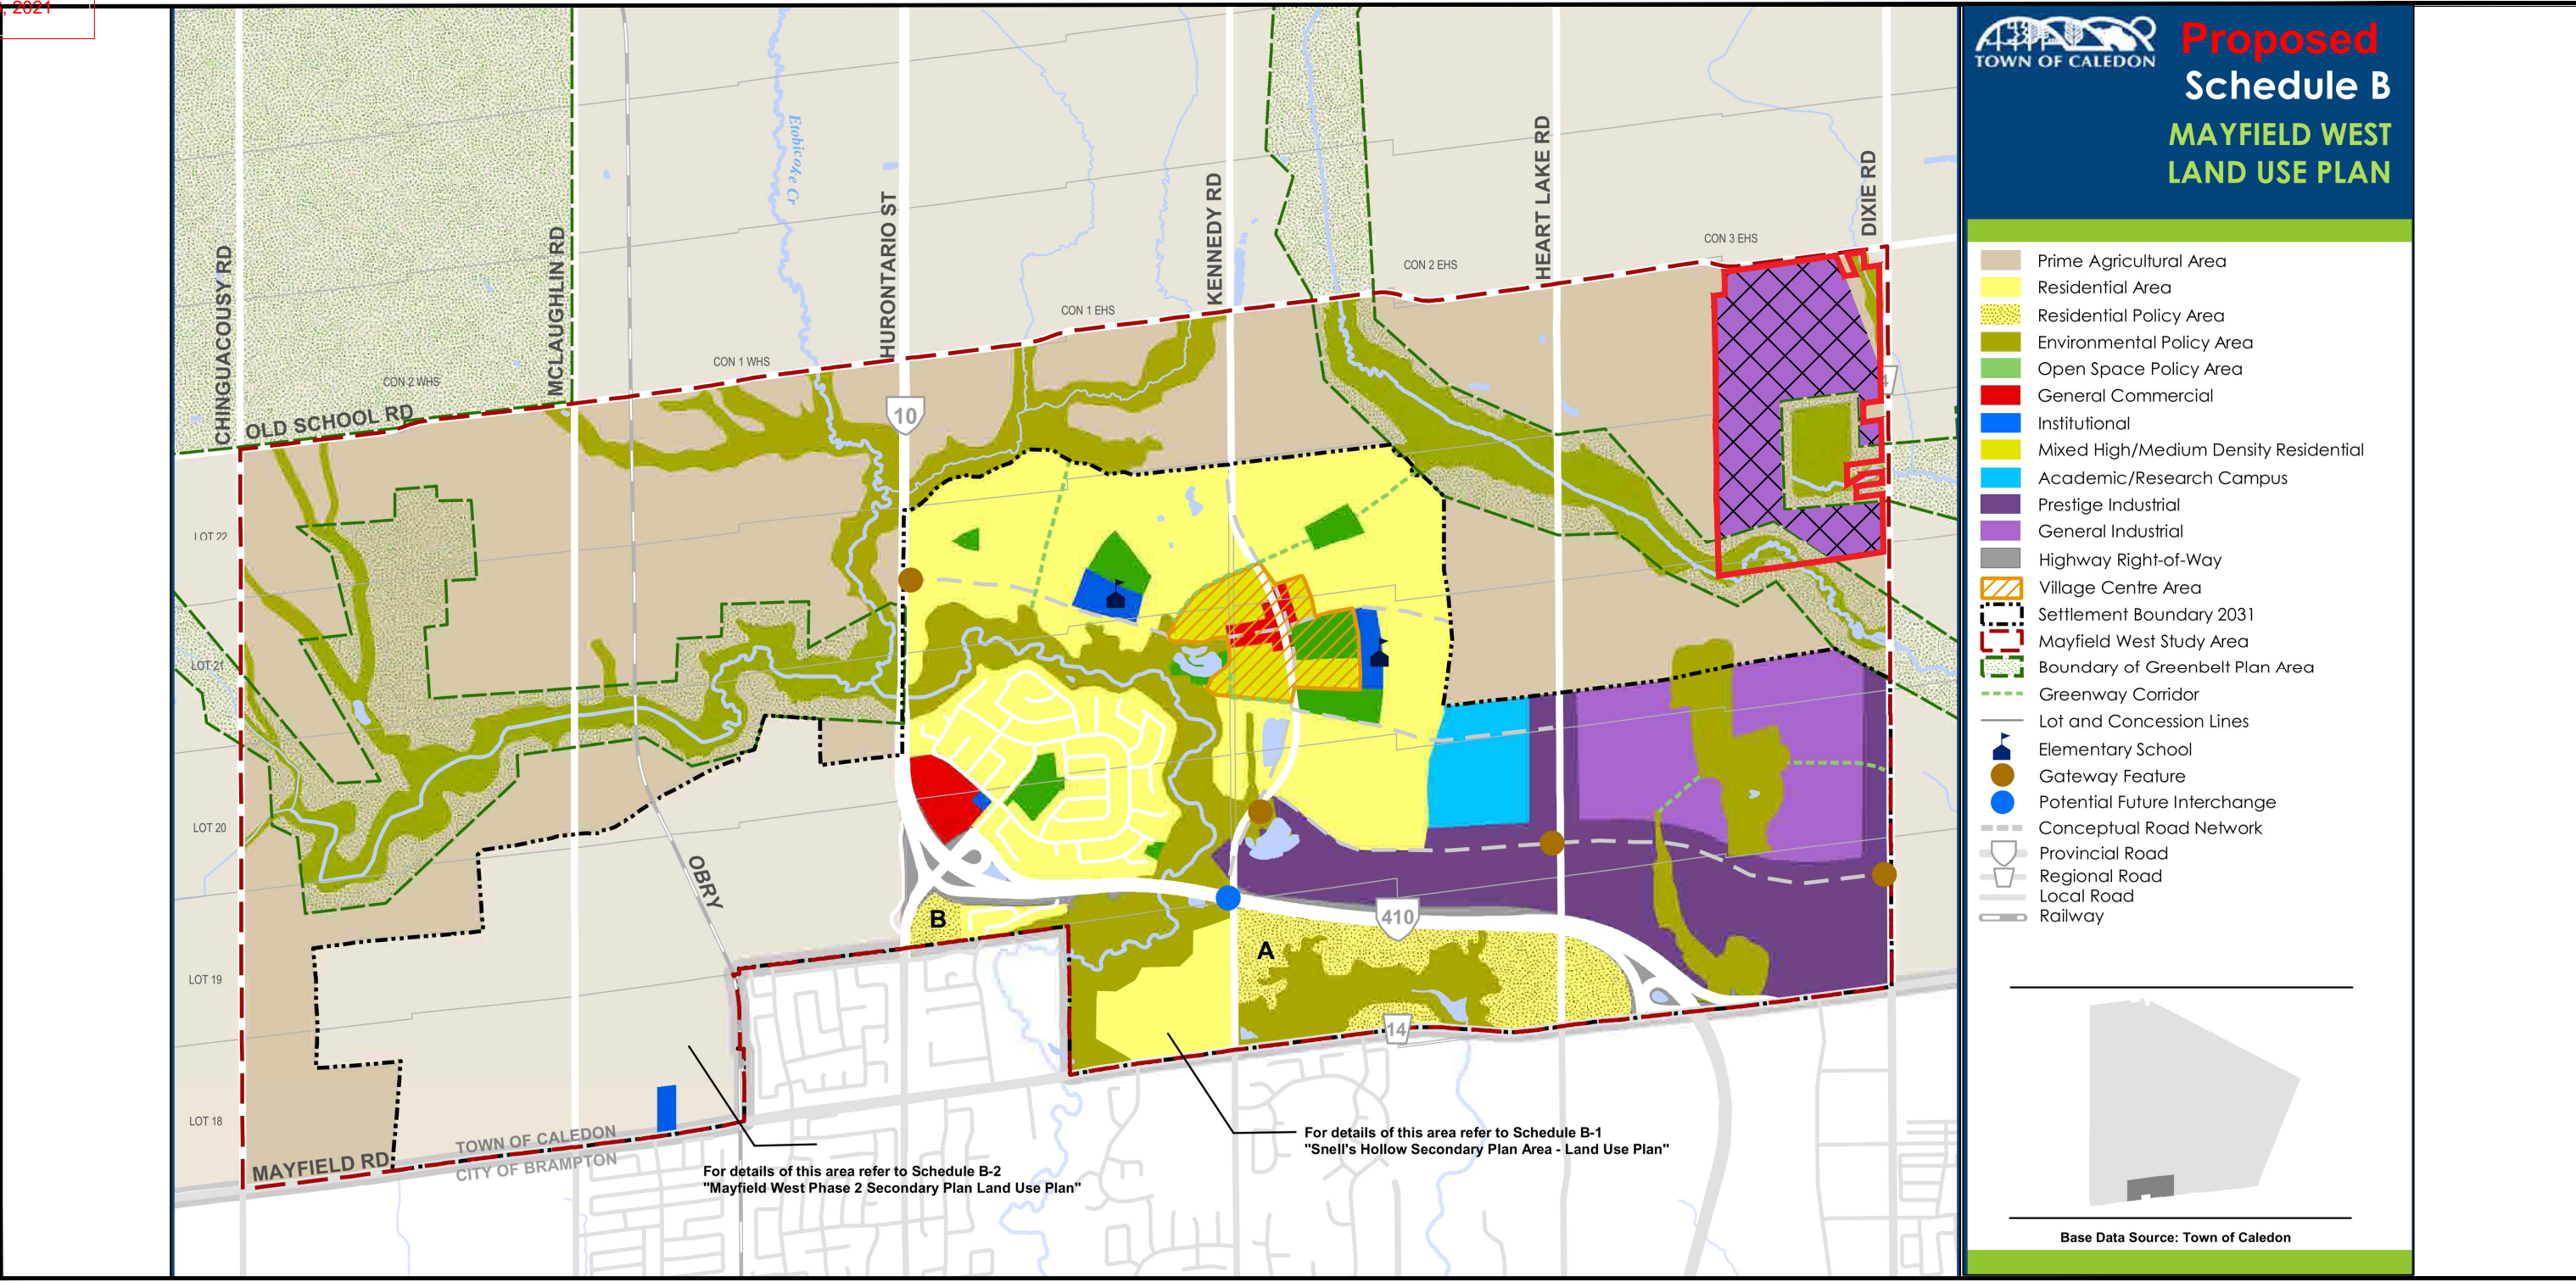 , 2021
TOWN OF CALEDON
Proposed
Schedule B
MAYFIELD WEST
LAND USE PLAN
Prime Agricultural Area
Residential Area
Residential Policy Area
Environmental Policy Area
Open Space Policy Area
General Commercial
Institutional
Mixed High/Medium Density Residential
Academic/Research Campus
Prestige Industrial
General Industrial
Highway Right-of-Way
Village Centre Area
Settlement Boundary 2031
Mayfield West Study Area
Boundary of Greenbelt Plan Area
Greenway Corridor
Lot and Concession Lines
Elementary School
Gateway Feature
Potential Future Interchange
Conceptual Road Network
Provincial Road
Regional Road
Local Road
Railway
Base Data Source: Town of Caledon
Etobicoke Cr
CHINGUACOUSY RD
MCLAUGHLIN RD
HURONTARIO ST
KENNEDY RD
HEART LAKE RD
DIXIE RD
CON 3 EHS
CON 2 EHS
CON 1 EHS
CON 1 WHS
CON 2 WHS
OLD SCHOOL RD
10
4
LOT 22
LOT 21
LOT 20
LOT 19
LOT 18
OBRY
B
A
410
14
TOWN OF CALEDON
CITY OF BRAMPTON
MAYFIELD RD
For details of this area refer to Schedule B-2
"Mayfield West Phase 2 Secondary Plan Land Use Plan"
For details of this area refer to Schedule B-1
"Snell's Hollow Secondary Plan Area - Land Use Plan"